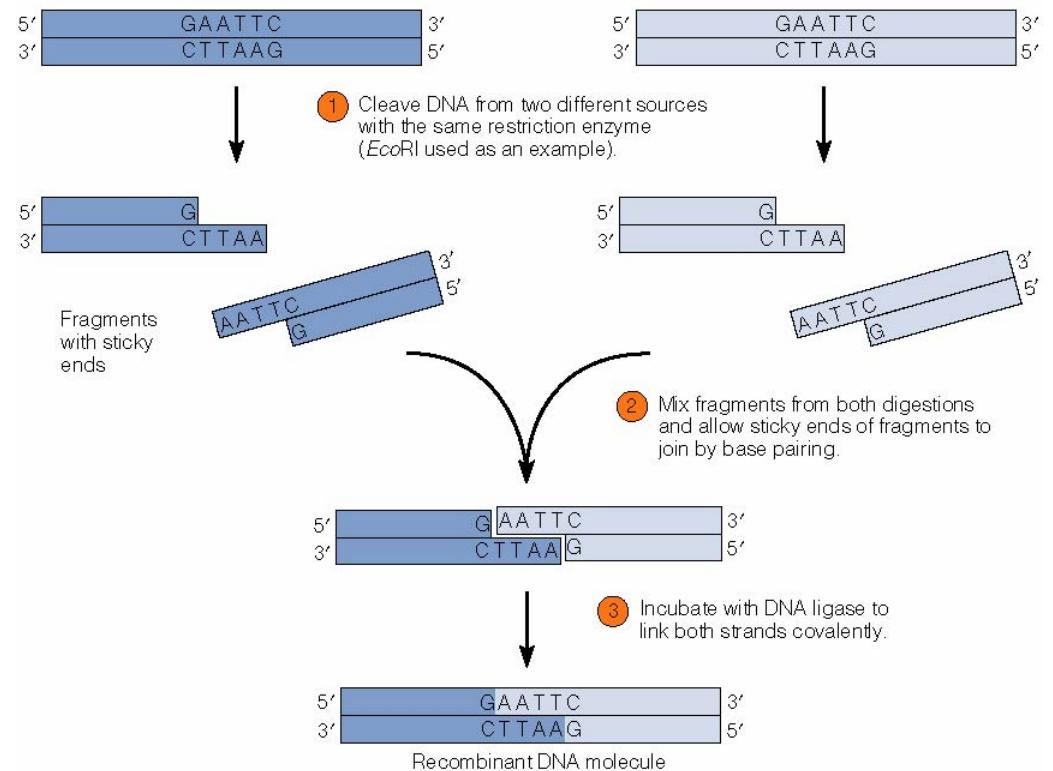 5′ GAATTC 3′
3′ CTTAAG 5′
5′ GAATTC 3′
3′ CTTAAG 5′
1 Cleave DNA from two different sources
with the same restriction enzyme
(EcoRI used as an example).
5′ G
3′ CTTAA
AATTC 3′
G 5′
5′ G
3′ CTTAA
AATTC 3′
G 5′
Fragments
with sticky
ends
2 Mix fragments from both digestions
and allow sticky ends of fragments to
join by base pairing.
5′ G AATTC 3′
3′ CTTAA G 5′
3 Incubate with DNA ligase to
link both strands covalently.
5′ GAATTC 3′
3′ CTTAAG 5′
Recombinant DNA molecule